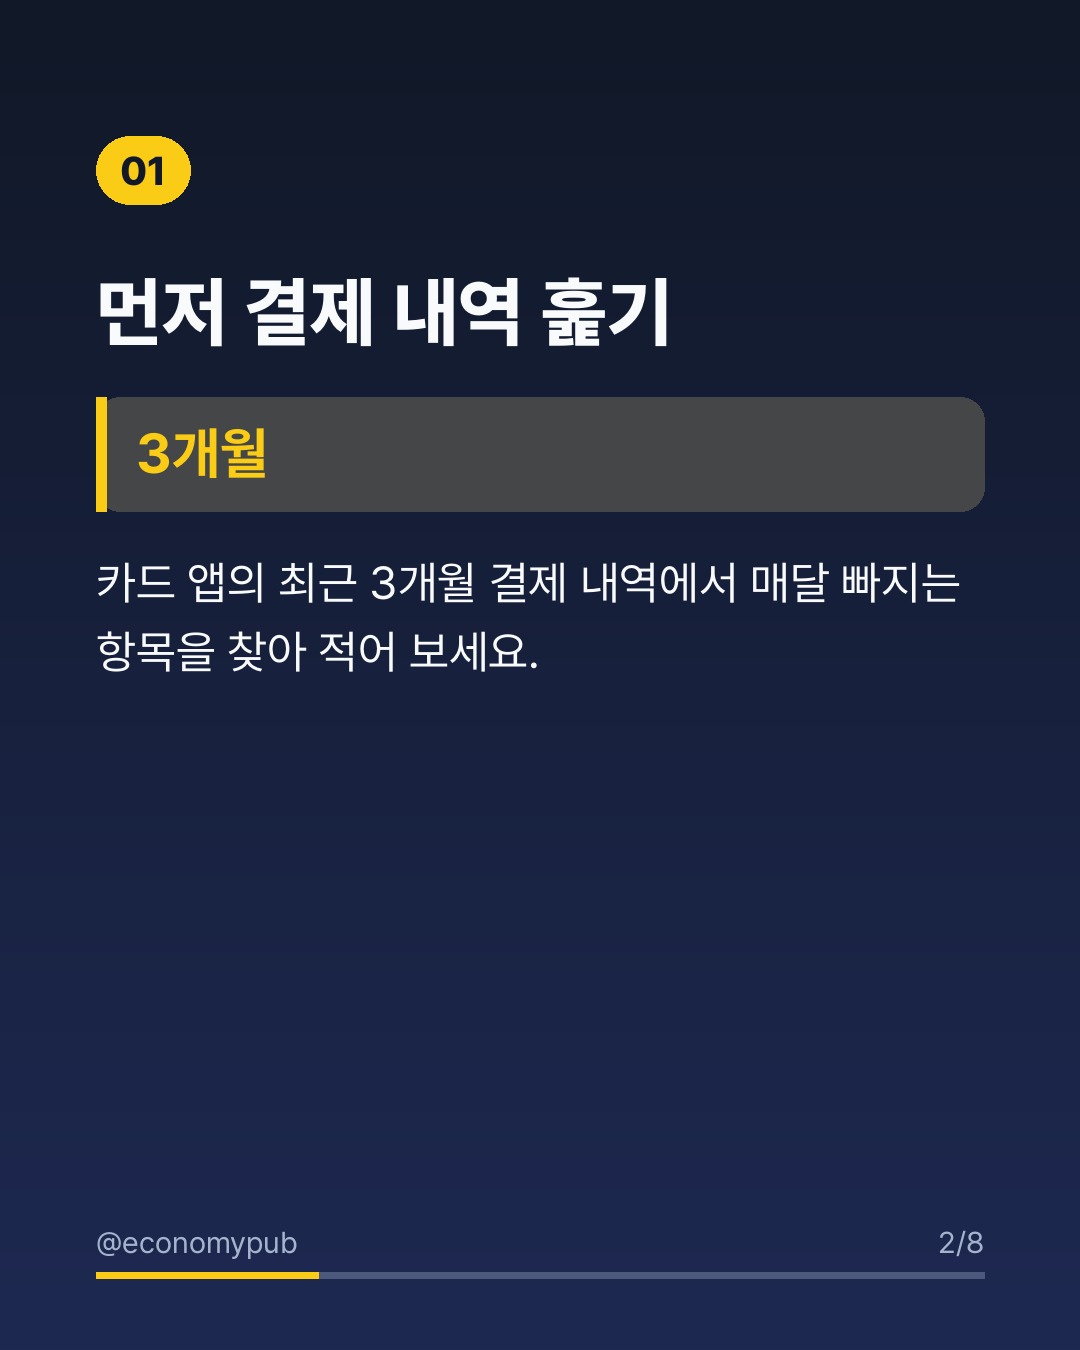 01
먼저 결제 내역 훑기
3개월
카드 앱의 최근 3개월 결제 내역에서 매달 빠지는
항목을 찾아 적어 보세요.
@economypub
2/8